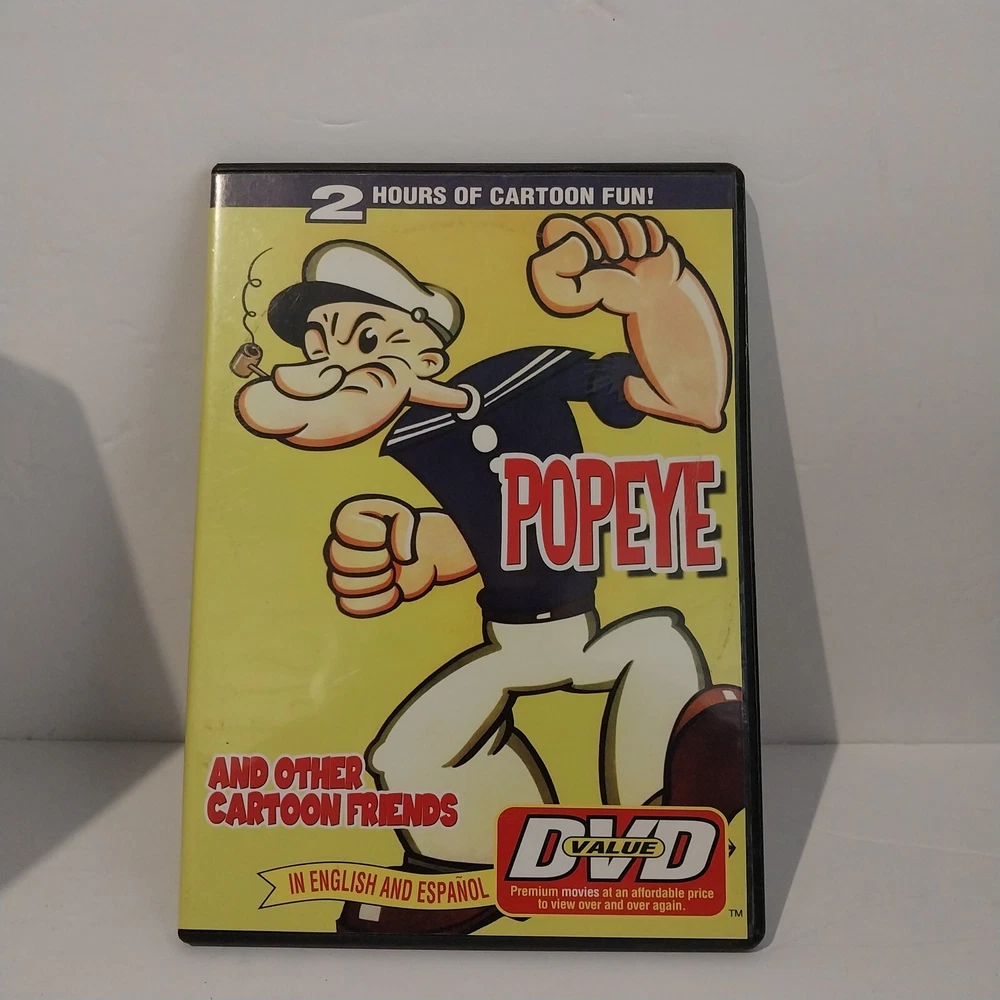 2 HOURS OF CARTOON FUN!
POPEYE
AND OTHER
CARTOON FRIENDS
IN ENGLISH AND ESPAÑOL
DVD
VALUE
Premium movies at an affordable price
to view over and over again.
TM